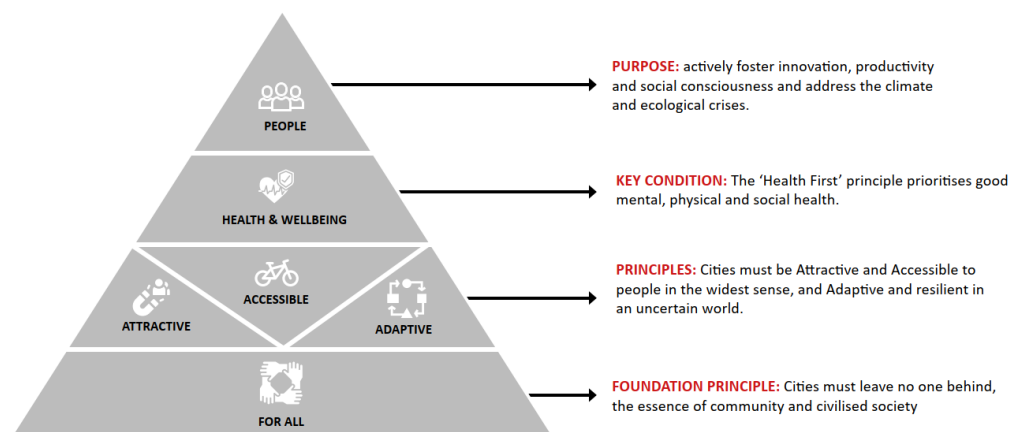 PEOPLE
PURPOSE: actively foster innovation, productivity
and social consciousness and address the climate
and ecological crises.
HEALTH & WELLBEING
KEY CONDITION: The ‘Health First’ principle prioritises good
mental, physical and social health.
ATTRACTIVE
ACCESSIBLE
ADAPTIVE
PRINCIPLES: Cities must be Attractive and Accessible to
people in the widest sense, and Adaptive and resilient in
an uncertain world.
FOR ALL
FOUNDATION PRINCIPLE: Cities must leave no one behind,
the essence of community and civilised society